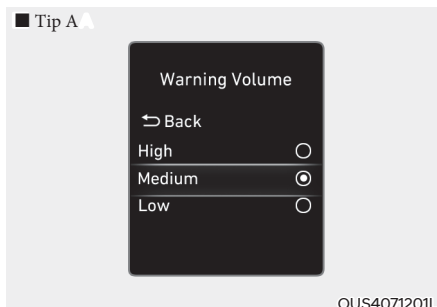 ■ Tip A A
Warning Volume
Back
High
Medium
Low
OUS4071201L